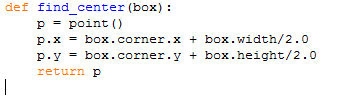 def find_center(box):
    p = point()
    p.x = box.corner.x + box.width/2.0
    p.y = box.corner.y + box.height/2.0
    return p